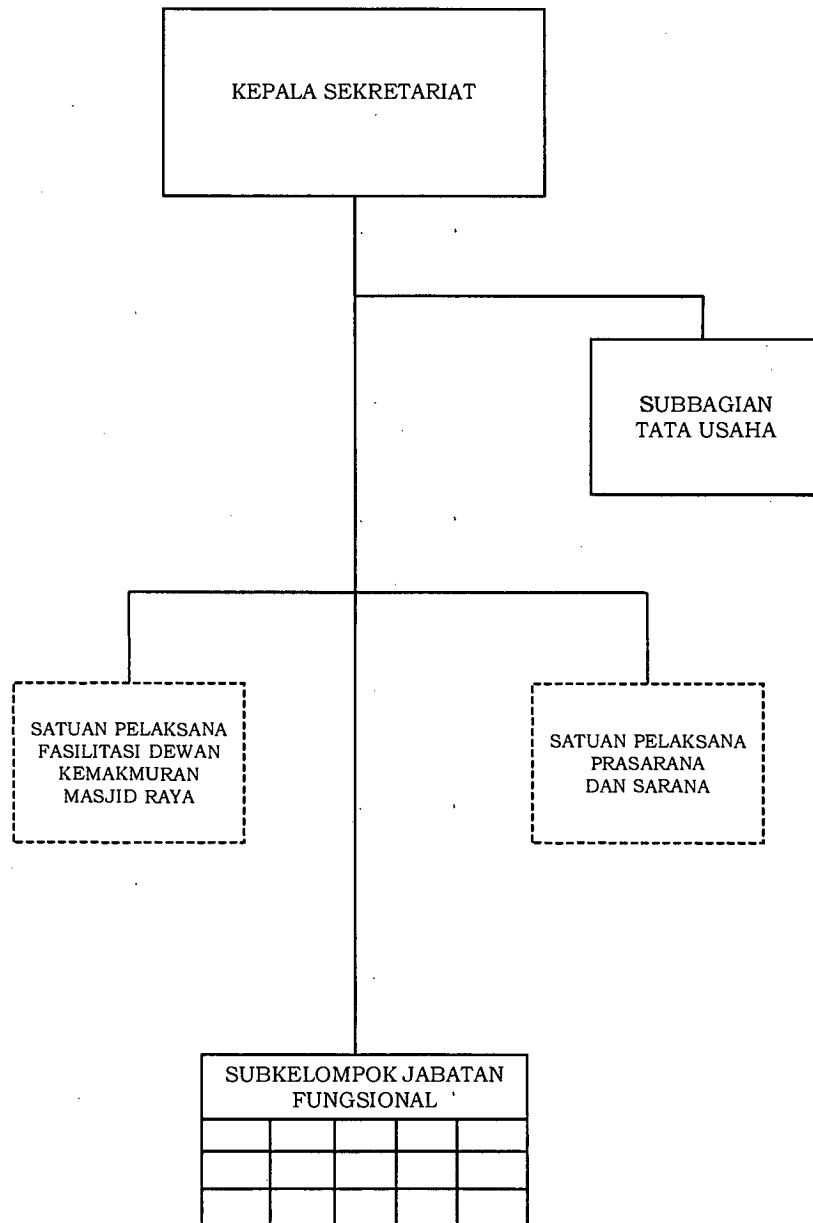 KEPALA SEKRETARIAT
SUBBAGIAN
TATA USAHA
SATUAN PELAKSANA
FASILITASI DEWAN
KEMAKMURAN
MASJID RAYA
SATUAN PELAKSANA
PRASARANA
DAN SARANA
SUBKELOMPOK JABATAN
FUNGSIONAL